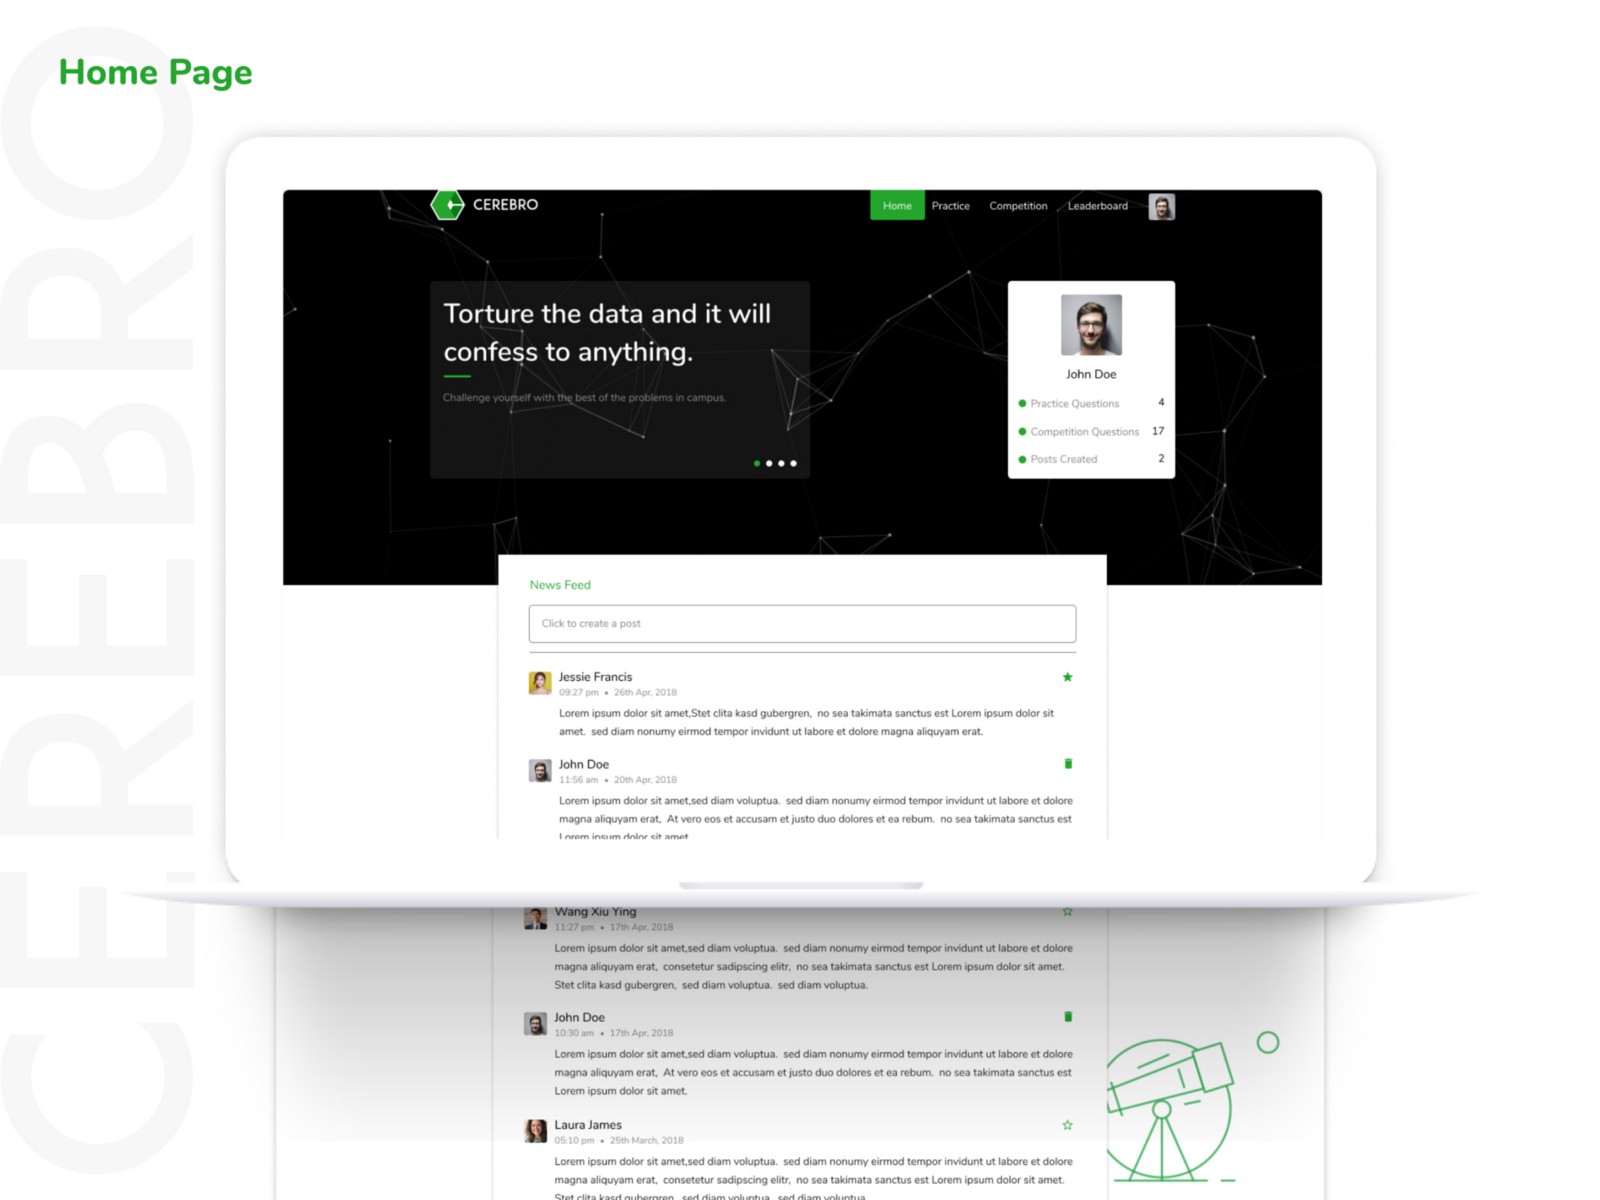 Home Page
CEREBRO
CEREBRO
Home Practice Competition Leaderboard
Torture the data and it will
confess to anything.
Challenge yourself with the best of the problems in campus.
John Doe
Practice Questions 4
Competition Questions 17
Posts Created 2
News Feed
Click to create a post
Jessie Francis
09:27 pm • 26th Apr, 2018
Lorem ipsum dolor sit amet,Stet clita kasd gubergren, no sea takimata sanctus est Lorem ipsum dolor sit
amet. sed diam nonumy eirmod tempor invidunt ut labore et dolore magna aliquyam erat.
John Doe
11:56 am • 20th Apr, 2018
Lorem ipsum dolor sit amet,sed diam voluptua. sed diam nonumy eirmod tempor invidunt ut labore et dolore
magna aliquyam erat, At vero eos et accusam et justo duo dolores et ea rebum. no sea takimata sanctus est
Lorem ipsum dolor sit amet.
Wang Xiu Ying
11:27 pm • 17th Apr, 2018
Lorem ipsum dolor sit amet,sed diam voluptua. sed diam nonumy eirmod tempor invidunt ut labore et dolore
magna aliquyam erat, consetetur sadipscing elitr, no sea takimata sanctus est Lorem ipsum dolor sit amet.
Stet clita kasd gubergren, sed diam voluptua. sed diam voluptua.
John Doe
10:30 am • 17th Apr, 2018
Lorem ipsum dolor sit amet,sed diam voluptua. sed diam nonumy eirmod tempor invidunt ut labore et dolore
magna aliquyam erat, At vero eos et accusam et justo duo dolores et ea rebum. no sea takimata sanctus est
Lorem ipsum dolor sit amet.
Laura James
05:10 pm • 25th March, 2018
Lorem ipsum dolor sit amet,sed diam voluptua. sed diam nonumy eirmod tempor invidunt ut labore et dolore
magna aliquyam erat, At vero eos et accusam et justo duo dolores et ea rebum. no sea takimata sanctus est
Stet clita kasd gubergren, sed diam voluptua. sed diam voluptua.